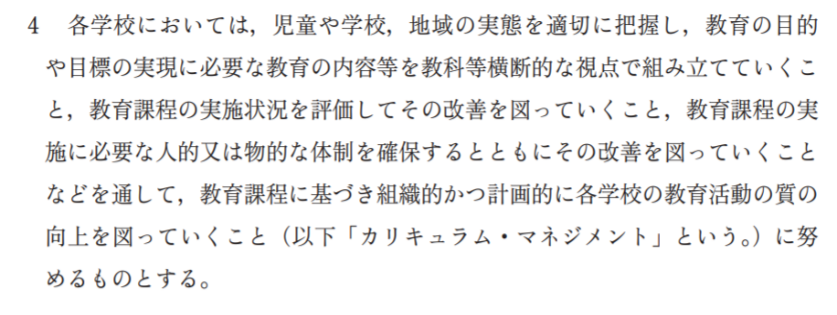 4　各学校においては，児童や学校，地域の実態を適切に把握し，教育の目的
や目標の実現に必要な教育の内容等を教科等横断的な視点で組み立てていくこ
と，教育課程の実施状況を評価してその改善を図っていくこと，教育課程の実
施に必要な人的又は物的な体制を確保するとともにその改善を図っていくこと
などを通して，教育課程に基づき組織的かつ計画的に各学校の教育活動の質の
向上を図っていくこと（以下「カリキュラム・マネジメント」という。）に努
めるものとする。